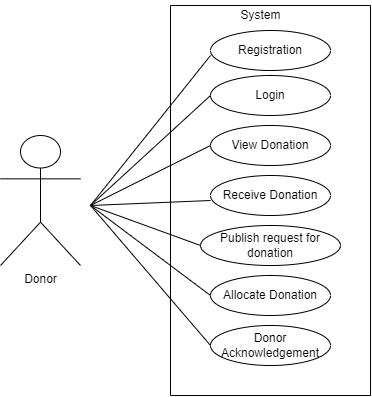 System
Registration
Login
View Donation
Receive Donation
Publish request for
donation
Allocate Donation
Donor
Acknowledgement
Donor